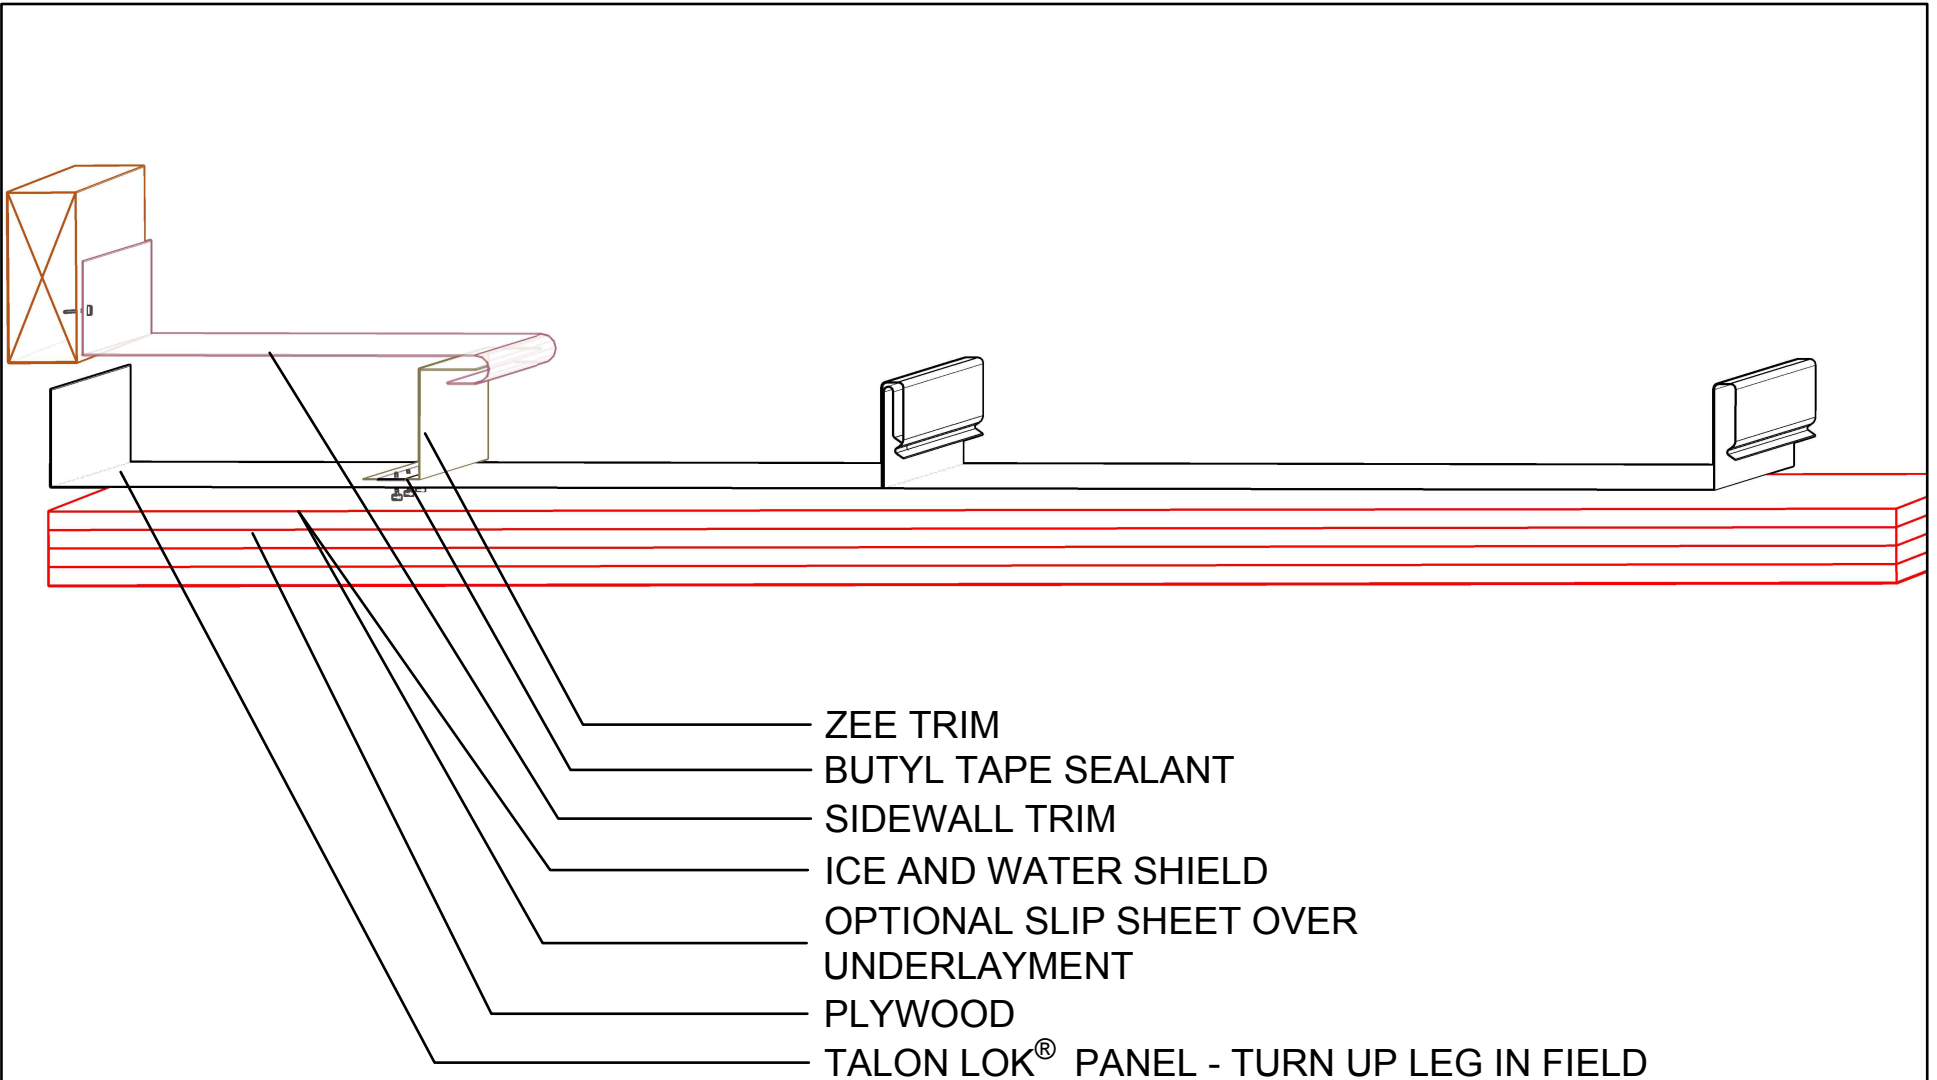 ZEE TRIM
BUTYL TAPE SEALANT
SIDEWALL TRIM
ICE AND WATER SHIELD
OPTIONAL SLIP SHEET OVER
UNDERLAYMENT
PLYWOOD
TALON LOK® PANEL - TURN UP LEG IN FIELD